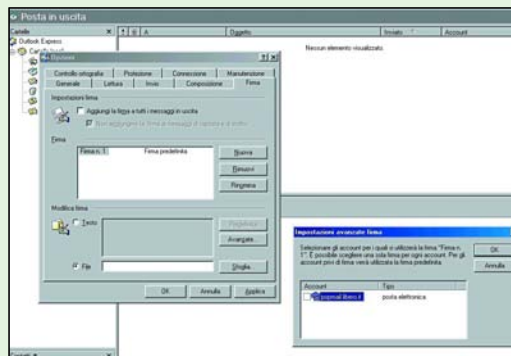 Posta in uscita
Cartelle
A
Oggetto
Inviato
Account
Outlook Express
Nessun elemento visualizzato.
Opzioni
Controllo ortografia
Protezione
Connessione
Manutenzione
Generale
Lettura
Invio
Composizione
Firma
Impostazioni firma
Aggiungi la firma a tutti i messaggi in uscita
Non aggiungere la firma ai messaggi di risposta e di inoltro
Firma
Firma n. 1
Firma predefinita
Nuova
Rimuovi
Rinomina
Modifica firma
Testo
Predefinita
Avanzate...
File
Sfoglia...
OK
Annulla
Applica
Impostazioni avanzate firma
Selezionare gli account per i quali si utilizzerà la firma "Firma n.
1". È possibile scegliere una sola firma per ogni account. Per gli
account privi di firma verrà utilizzata la firma predefinita.
OK
Annulla
Account
Tipo
popmail.libero.it
posta elettronica